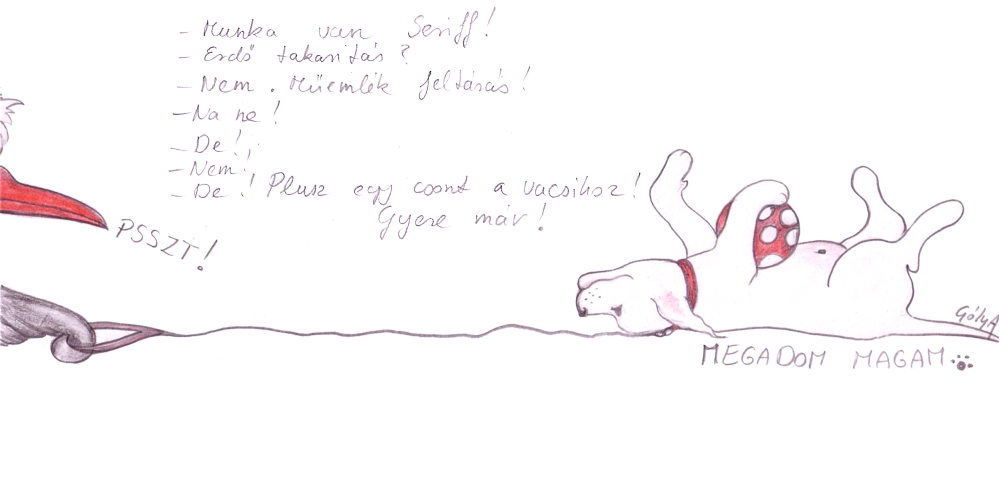 - Munka van Seriff!
- Erdő takarítás?
- Nem. Műemlék feltárás!
- Na ne!
- De!
- Nem!
- De! Plusz egy csont a vacsihoz!
Gyere már!
PSSZT!
GólyA
MEGADOM MAGAM